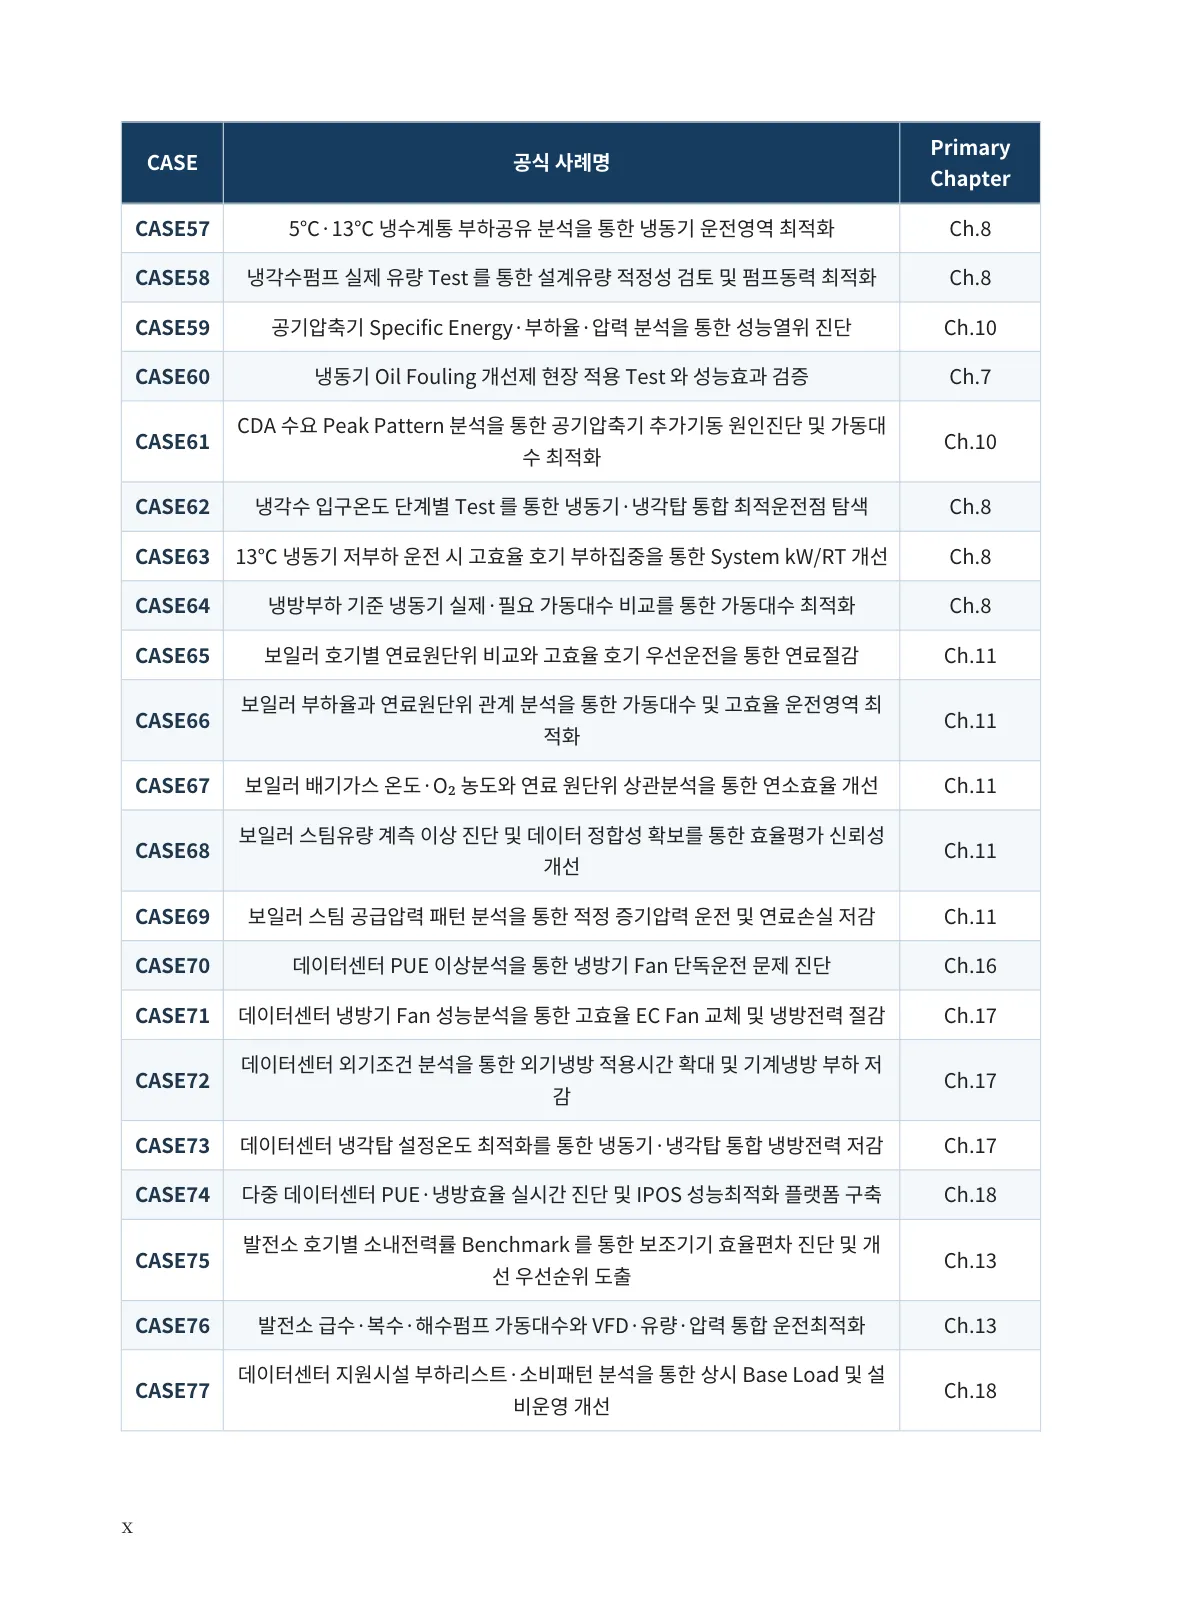 CASE 공식 사례명 Primary
Chapter
CASE57 5℃·13℃ 냉수계통 부하공유 분석을 통한 냉동기 운전영역 최적화 Ch.8
CASE58 냉각수펌프 실제 유량 Test 를 통한 설계유량 적정성 검토 및 펌프동력 최적화 Ch.8
CASE59 공기압축기 Specific Energy·부하율·압력 분석을 통한 성능열위 진단 Ch.10
CASE60 냉동기 Oil Fouling 개선제 현장 적용 Test 와 성능효과 검증 Ch.7
CASE61 CDA 수요 Peak Pattern 분석을 통한 공기압축기 추가기동 원인진단 및 가동대
수 최적화 Ch.10
CASE62 냉각수 입구온도 단계별 Test 를 통한 냉동기·냉각탑 통합 최적운전점 탐색 Ch.8
CASE63 13℃ 냉동기 저부하 운전 시 고효율 호기 부하집중을 통한 System kW/RT 개선 Ch.8
CASE64 냉방부하 기준 냉동기 실제·필요 가동대수 비교를 통한 가동대수 최적화 Ch.8
CASE65 보일러 호기별 연료원단위 비교와 고효율 호기 우선운전을 통한 연료절감 Ch.11
CASE66 보일러 부하율과 연료원단위 관계 분석을 통한 가동대수 및 고효율 운전영역 최
적화 Ch.11
CASE67 보일러 배기가스 온도·O₂ 농도와 연료 원단위 상관분석을 통한 연소효율 개선 Ch.11
CASE68 보일러 스팀유량 계측 이상 진단 및 데이터 정합성 확보를 통한 효율평가 신뢰성
개선 Ch.11
CASE69 보일러 스팀 공급압력 패턴 분석을 통한 적정 증기압력 운전 및 연료손실 저감 Ch.11
CASE70 데이터센터 PUE 이상분석을 통한 냉방기 Fan 단독운전 문제 진단 Ch.16
CASE71 데이터센터 냉방기 Fan 성능분석을 통한 고효율 EC Fan 교체 및 냉방전력 절감 Ch.17
CASE72 데이터센터 외기조건 분석을 통한 외기냉방 적용시간 확대 및 기계냉방 부하 저
감 Ch.17
CASE73 데이터센터 냉각탑 설정온도 최적화를 통한 냉동기·냉각탑 통합 냉방전력 저감 Ch.17
CASE74 다중 데이터센터 PUE·냉방효율 실시간 진단 및 IPOS 성능최적화 플랫폼 구축 Ch.18
CASE75 발전소 호기별 소내전력률 Benchmark 를 통한 보조기기 효율편차 진단 및 개
선 우선순위 도출 Ch.13
CASE76 발전소 급수·복수·해수펌프 가동대수와 VFD·유량·압력 통합 운전최적화 Ch.13
CASE77 데이터센터 지원시설 부하리스트·소비패턴 분석을 통한 상시 Base Load 및 설
비운영 개선 Ch.18
x